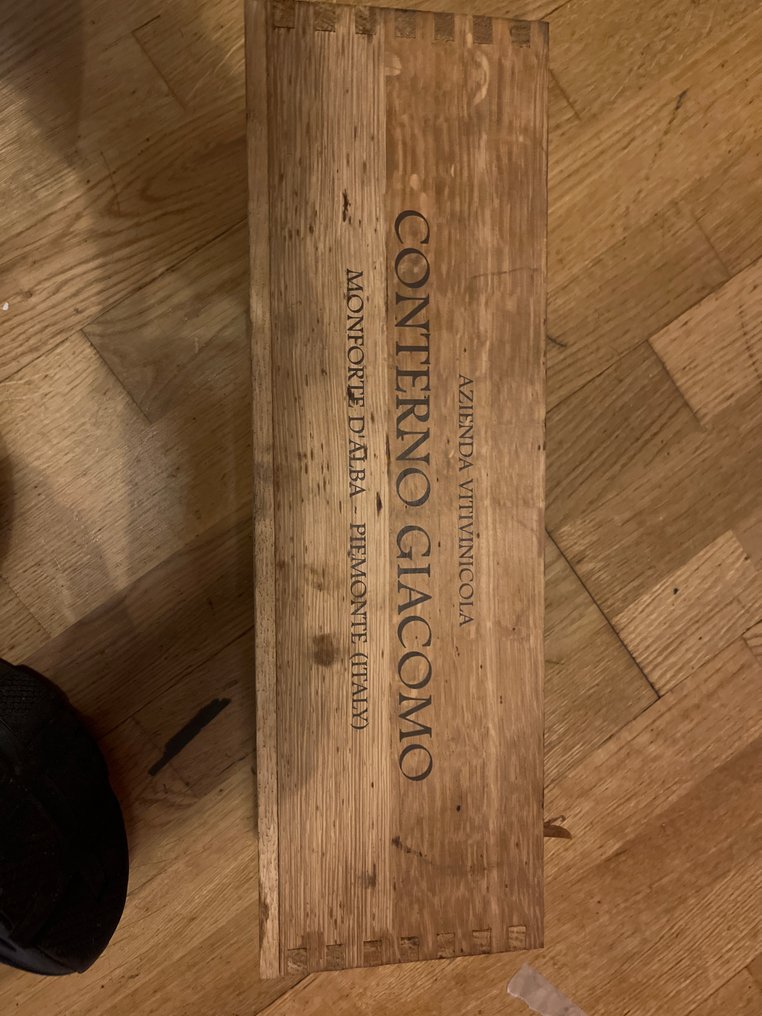 AZIENDA VITIVINICOLA
CONTERNO GIACOMO
MONFORTE D'ALBA - PIEMONTE (ITALY)